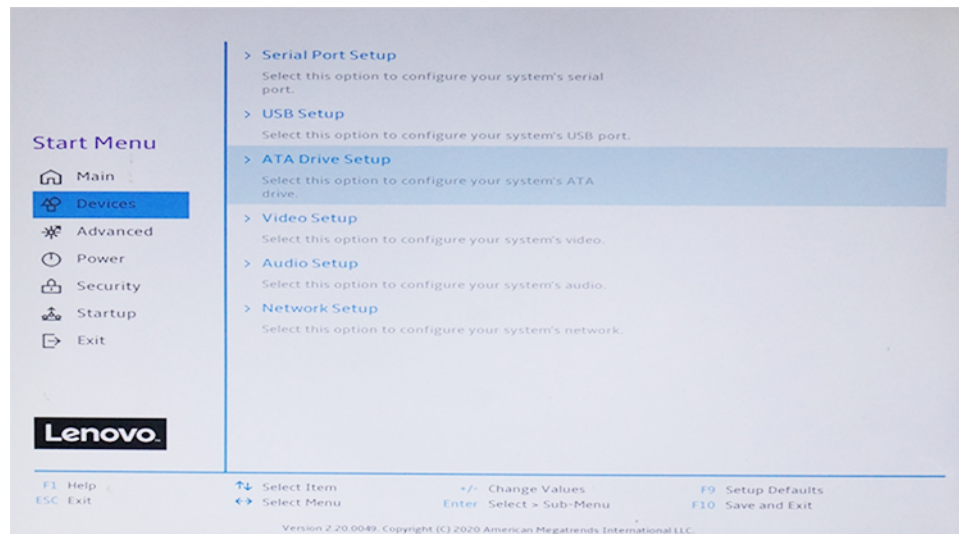 > Serial Port Setup
Select this option to configure your system's serial
port.
> USB Setup
Select this option to configure your system's USB port.
> ATA Drive Setup
Select this option to configure your system's ATA
drive.
> Video Setup
Select this option to configure your system's video.
> Audio Setup
Select this option to configure your system's audio.
> Network Setup
Select this option to configure your system's network.
Start Menu
Main
Devices
Advanced
Power
Security
Startup
Exit
Lenovo.
F1 Help
ESC Exit
↑↓ Select Item
↔ Select Menu
+/- Change Values
Enter Select > Sub-Menu
F9 Setup Defaults
F10 Save and Exit
Version 2.20.0049. Copyright (C) 2020 American Megatrends International LLC.